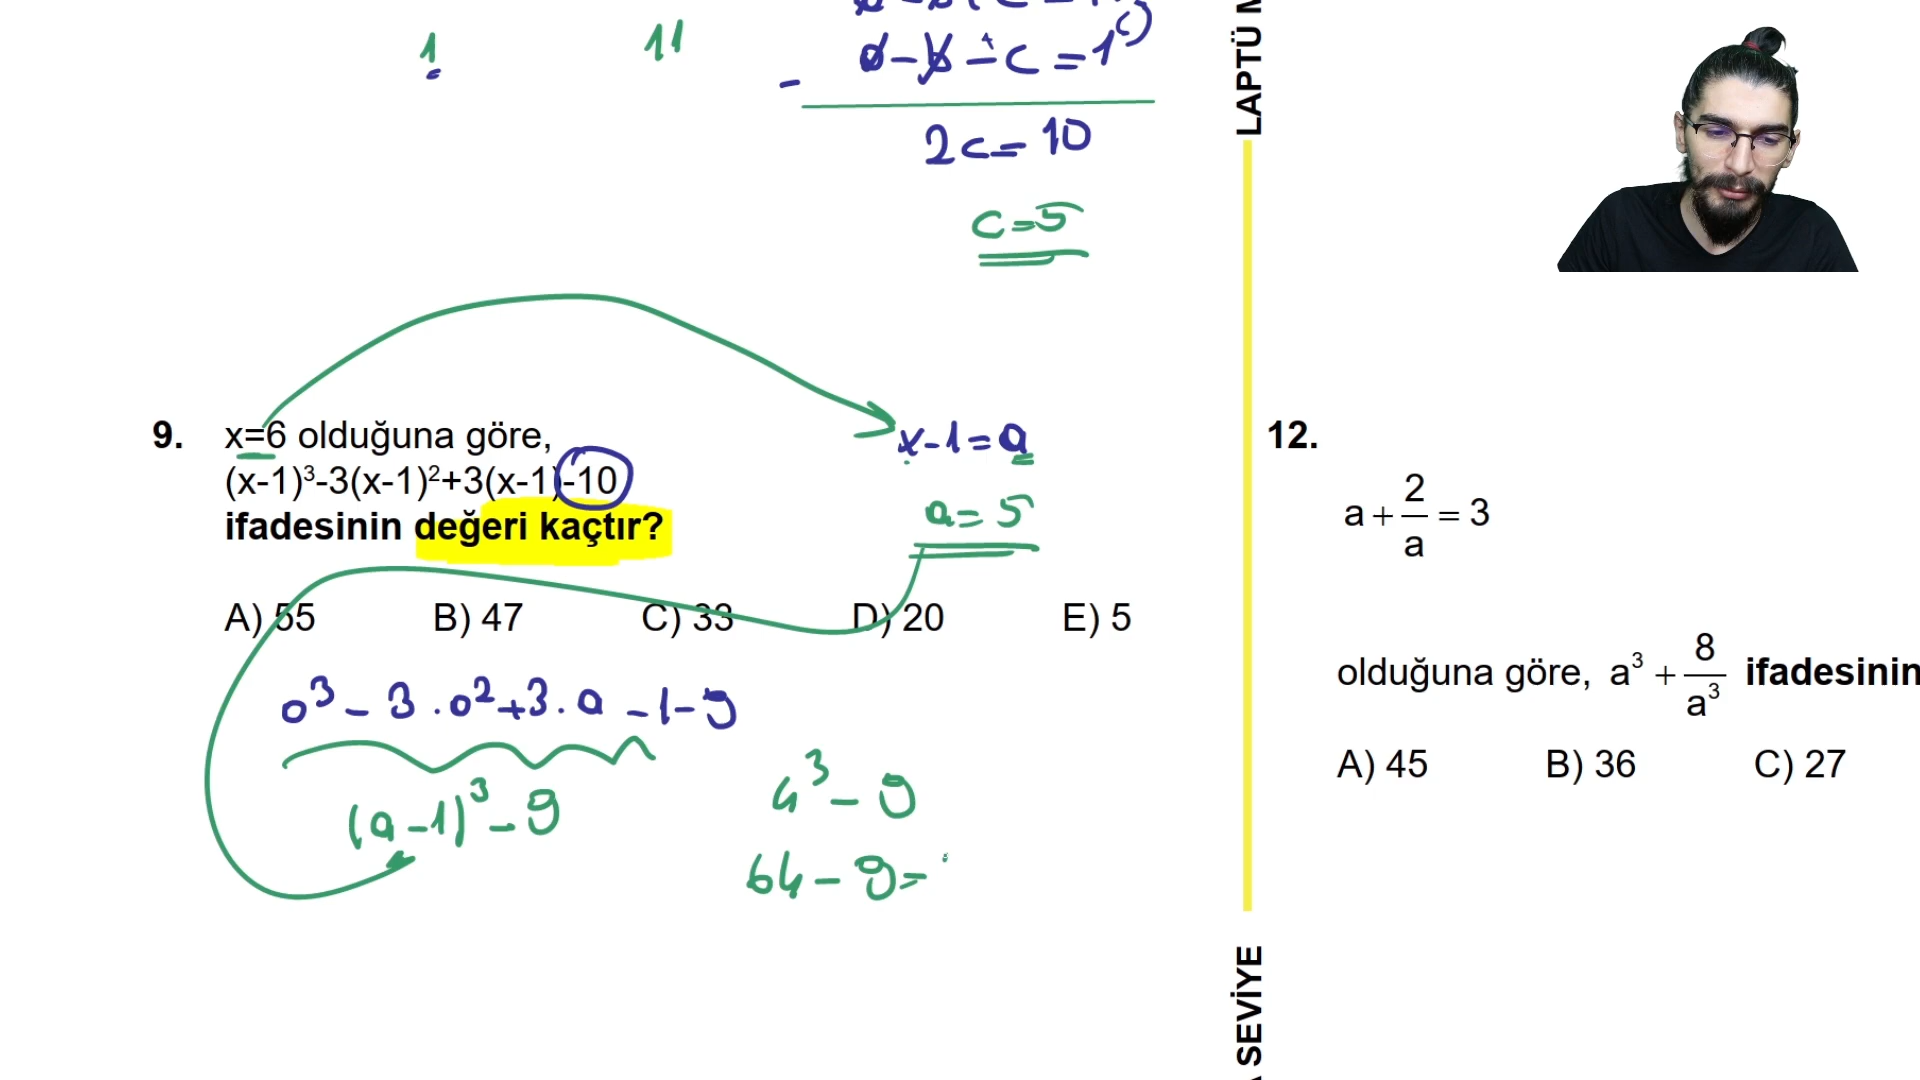 1
11
a-b-c=1
-
2c=10
c=5
LAPTÜ M
9. x=6 olduğuna göre,
(x-1)³-3(x-1)²+3(x-1)-10
ifadesinin değeri kaçtır?
x-1=a
a=5
A) 55 B) 47 C) 33 D) 20 E) 5
a³-3.a²+3.a-1-9
(a-1)³-9
4³-9
64-9=
12.
a+2/a=3
olduğuna göre, a³+8/a³ ifadesinin
A) 45 B) 36 C) 27
SEVİYE